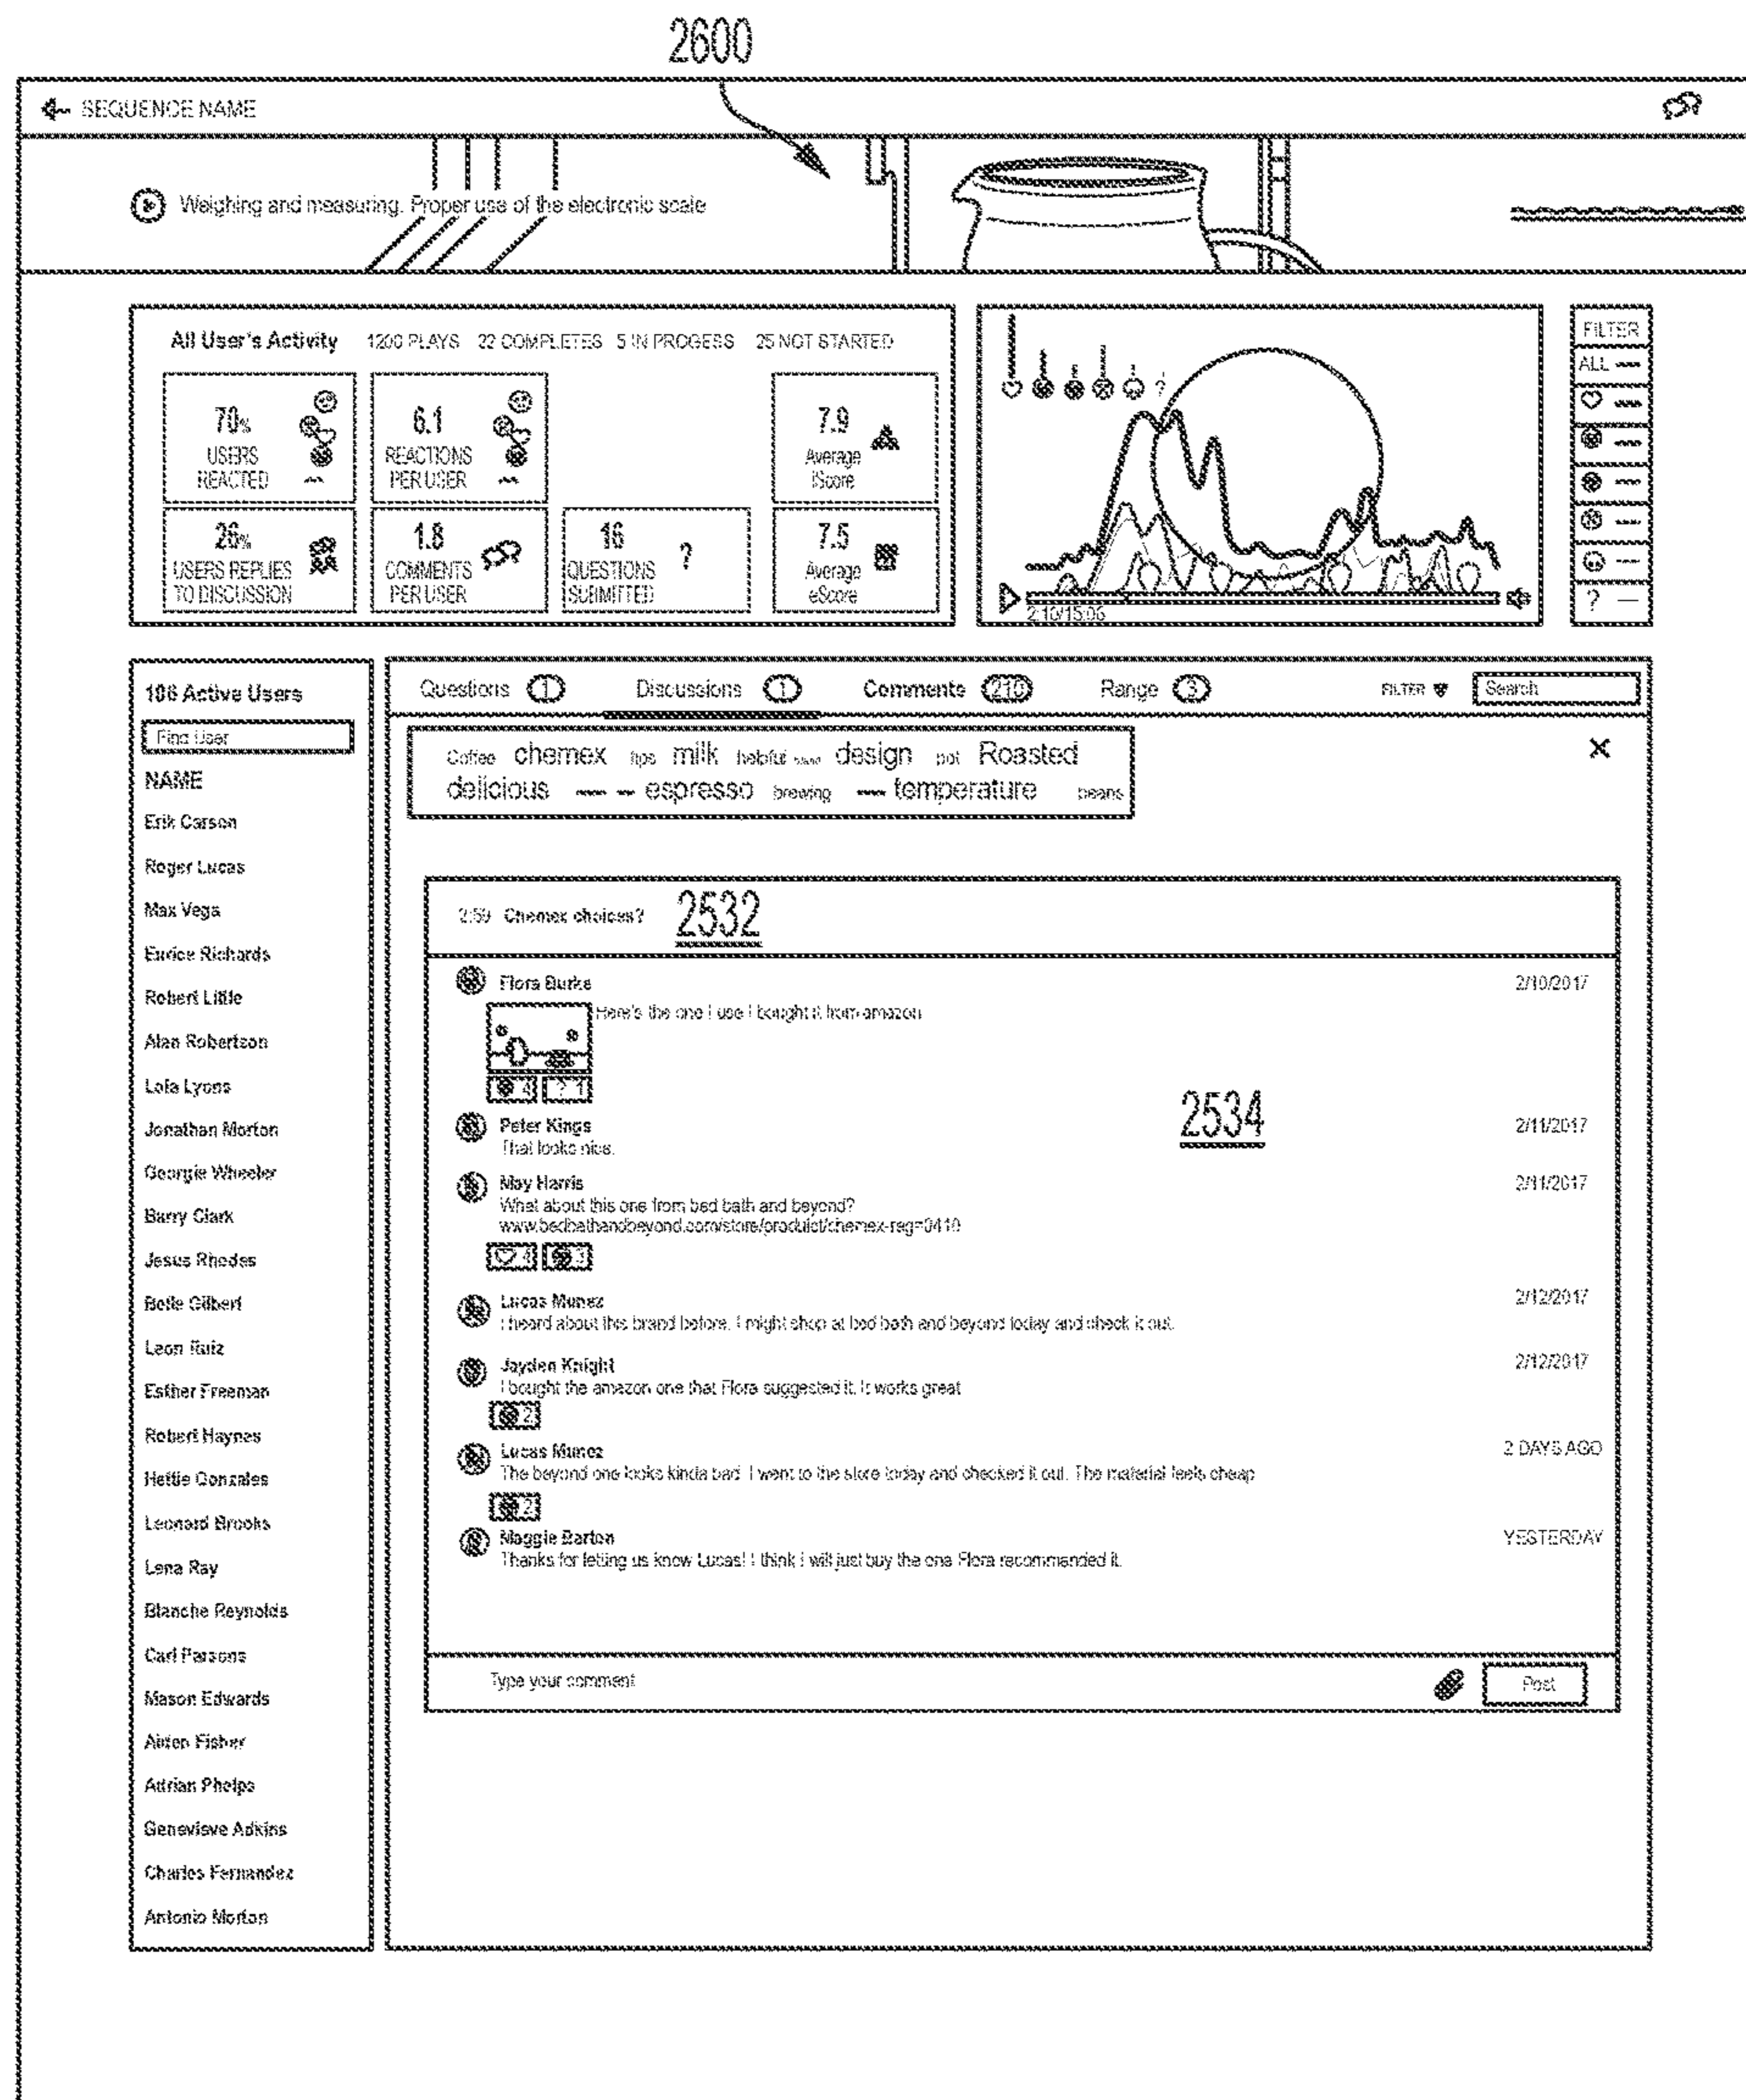 2600
SEQUENCE NAME
Weighing and measuring. Proper use of the electronic scale
All User's Activity 1200 PLAYS 22 COMPLETES 5 IN PROGESS 25 NOT STARTED
70%
USERS
REACTED
6.1
REACTIONS
PER USER
7.9
Average
iScore
26%
USERS REPLIES
TO DISCUSSION
1.8
COMMENTS
PER USER
16
QUESTIONS
SUBMITTED
?
7.5
Average
eScore
?
2:10/15:06
FILTER
ALL
?
106 Active Users
Find User
NAME
Erik Carson
Roger Lucas
Max Vega
Eunice Richards
Robert Little
Alan Robertson
Lola Lyons
Jonathan Morton
Georgie Wheeler
Barry Clark
Jesus Rhodes
Belle Gilbert
Leon Ruiz
Esther Freeman
Robert Haynes
Hettie Gonzales
Leonard Brooks
Lena Ray
Blanche Reynolds
Carl Parsons
Mason Edwards
Aiden Fisher
Adrian Phelps
Genevieve Adkins
Charles Fernandez
Antonio Morton
Questions 1 Discussions 1 Comments 210 Range 3 FILTER Search
Coffee chemex tips milk helpful design pot Roasted
delicious espresso brewing temperature beans
2:59 Chemex choices? 2532
Flora Burke 2/10/2017
Here's the one I use I bought it from amazon
4 ? 1
2534
Peter Kings 2/11/2017
That looks nice.
May Harris 2/11/2017
What about this one from bed bath and beyond?
www.bedbathandbeyond.com/store/produict/chemex-rag=0410
4 3
Lucas Munez 2/12/2017
I heard about this brand before. I might shop at bed bath and beyond today and check it out.
Jayden Knight 2/12/2017
I bought the amazon one that Flora suggested it. It works great
2
Lucas Munez 2 DAYS AGO
The beyond one looks kinda bad. I went to the store today and checked it out. The material feels cheap
2
Maggie Barton YESTERDAY
Thanks for letting us know Lucas! I think I will just buy the one Flora recommended it.
Type your comment Post